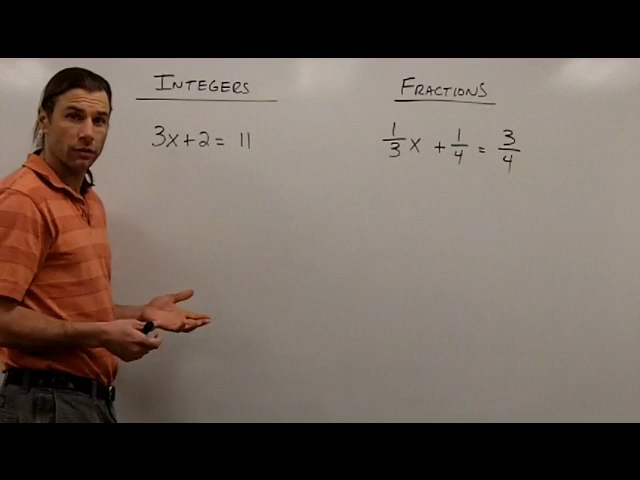 INTEGERS
3x+2=11
FRACTIONS
1/3 x + 1/4 = 3/4